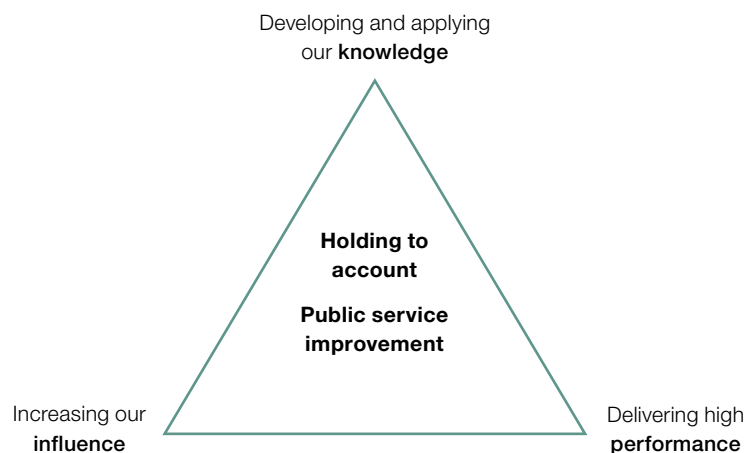 Developing and applying
our knowledge
Holding to
account
Public service
improvement
Increasing our
influence
Delivering high
performance